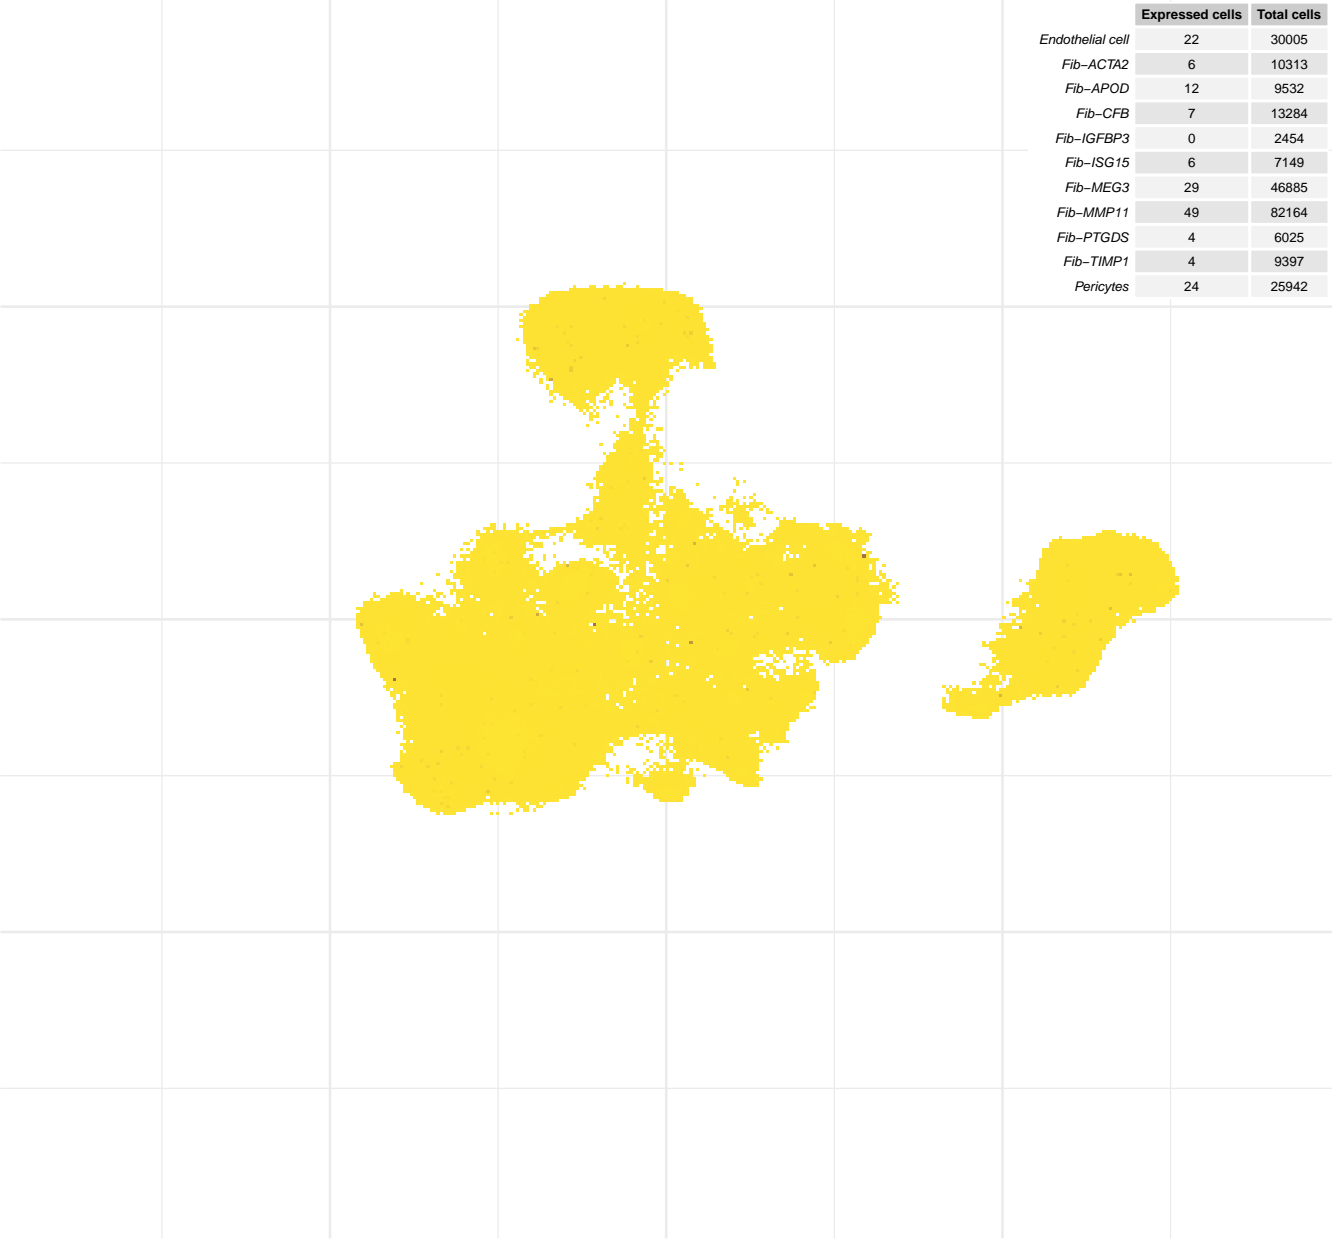 Expressed cells Total cells
Endothelial cell 22 30005
Fib−ACTA2 6 10313
Fib−APOD 12 9532
Fib−CFB 7 13284
Fib−IGFBP3 0 2454
Fib−ISG15 6 7149
Fib−MEG3 29 46885
Fib−MMP11 49 82164
Fib−PTGDS 4 6025
Fib−TIMP1 4 9397
Pericytes 24 25942